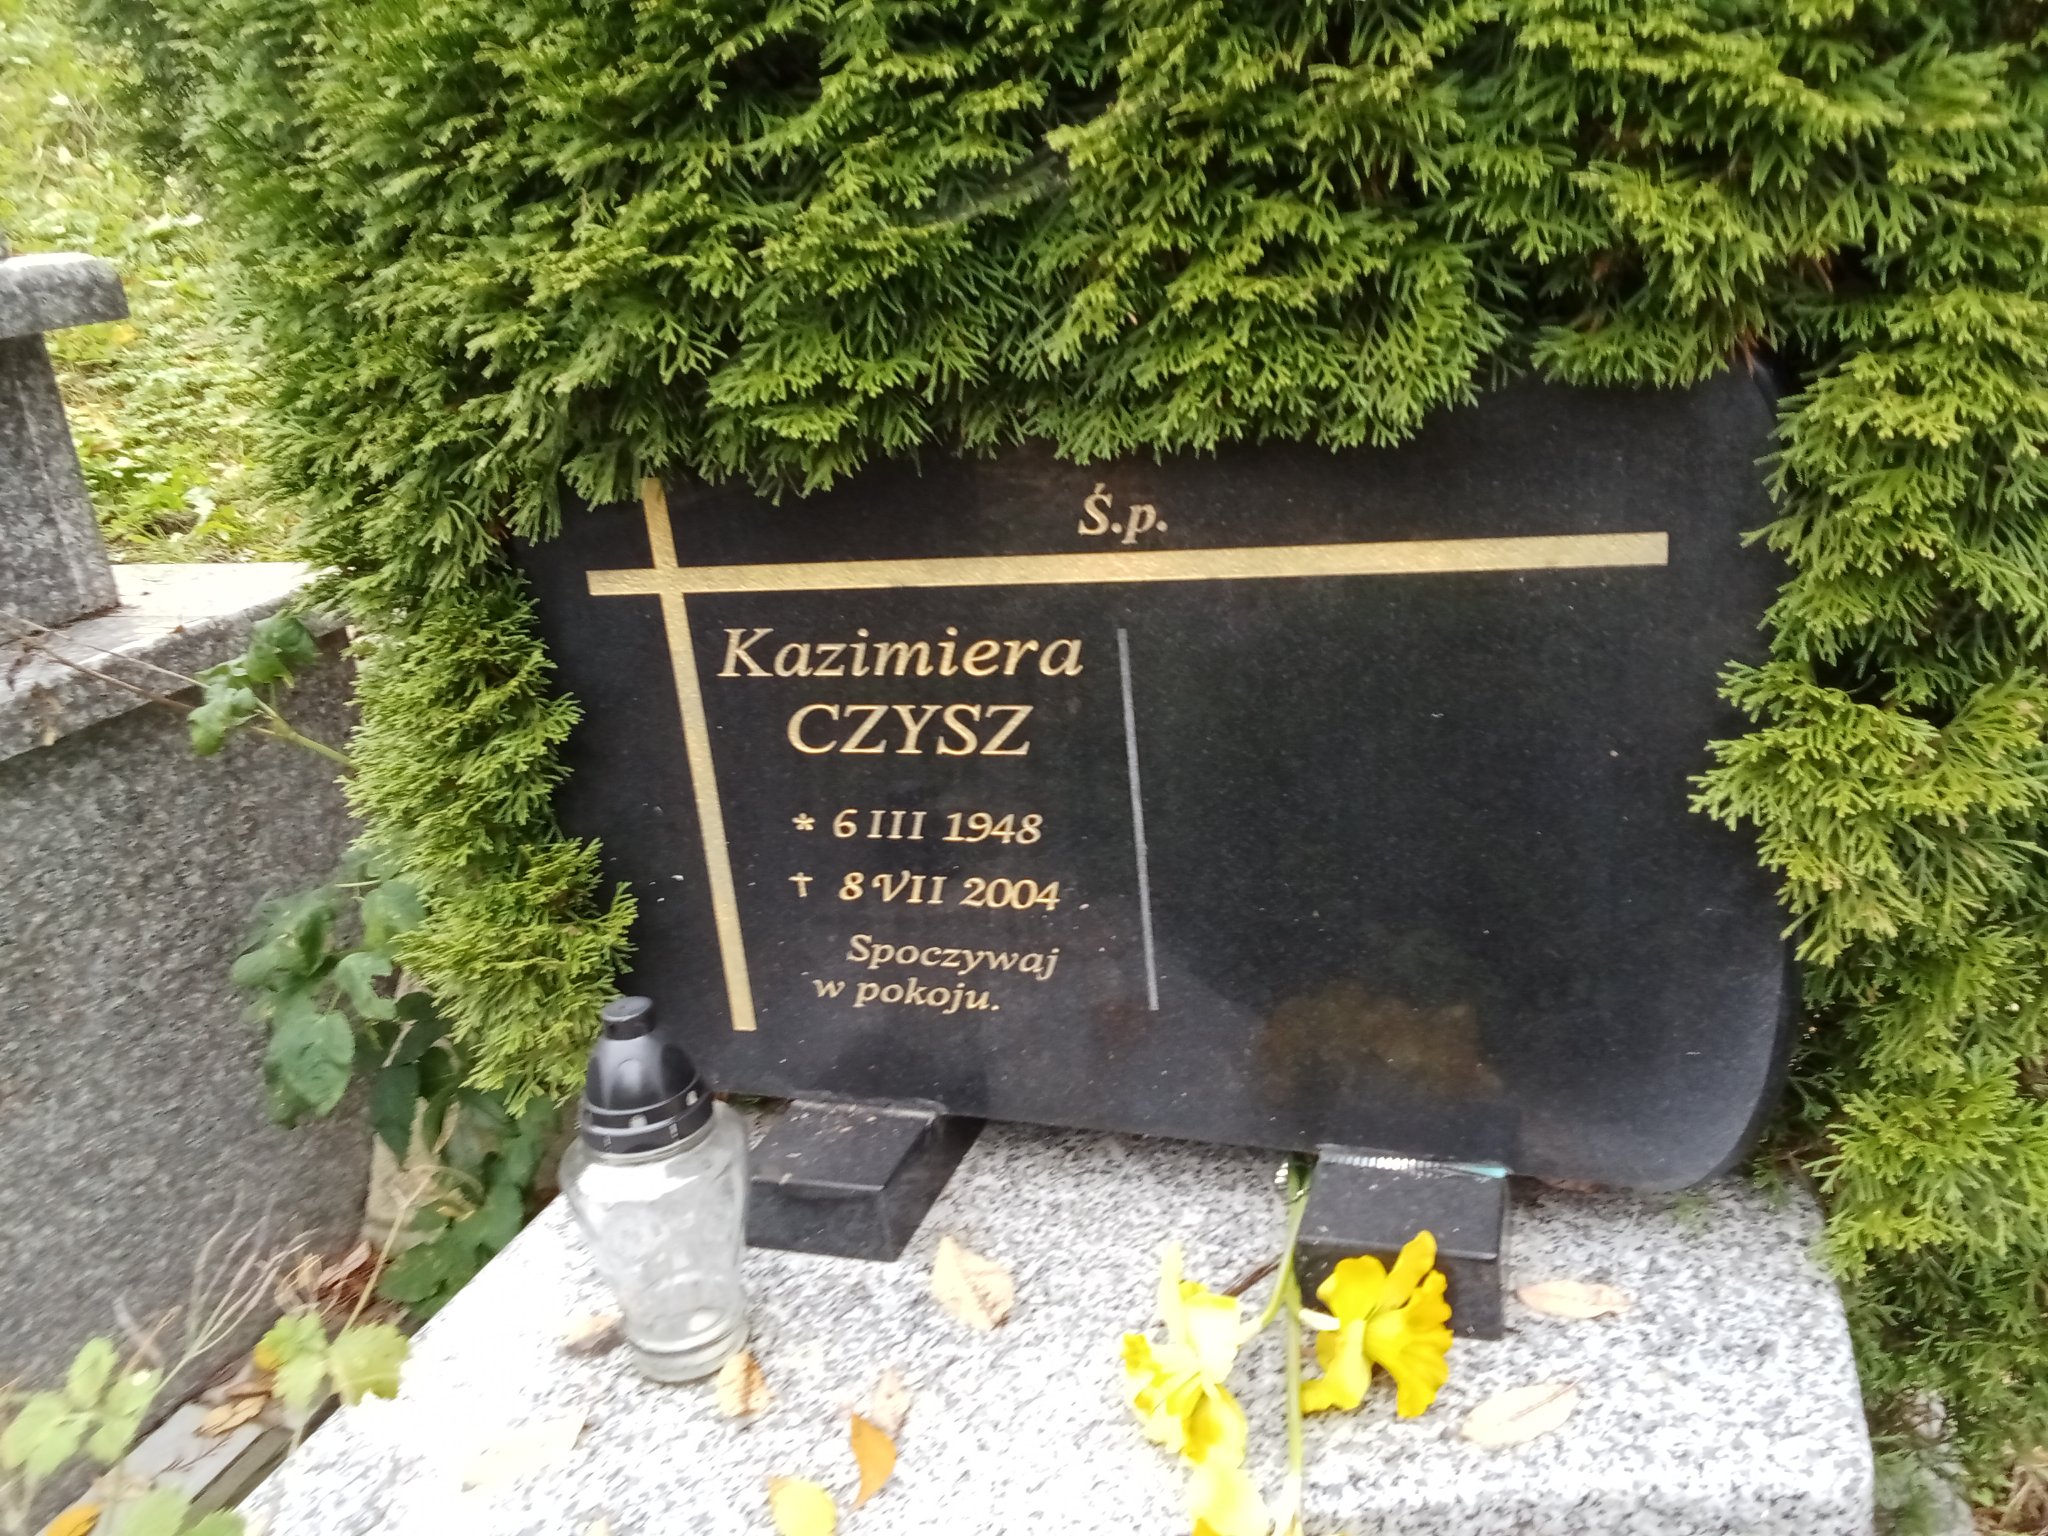 Ś.p.
Kazimiera
CZYSZ
* 6 III 1948
† 8 VII 2004
Spoczywaj
w pokoju.